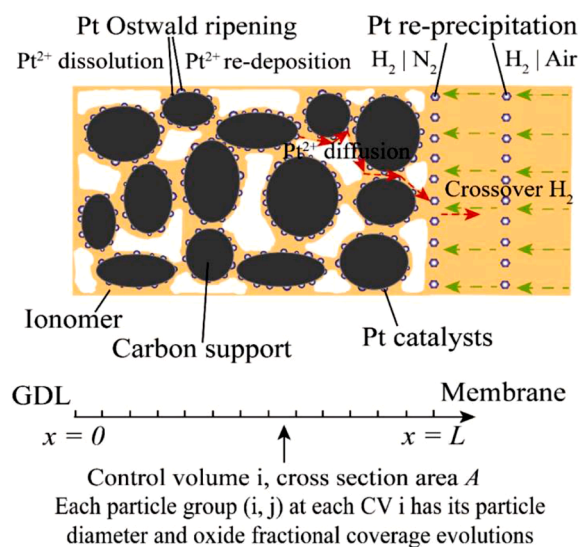 Pt Ostwald ripening
Pt²⁺ dissolution
Pt²⁺ re-deposition
Pt re-precipitation
H₂ | N₂
H₂ | Air
Pt²⁺ diffusion
Crossover H₂
Ionomer
Carbon support
Pt catalysts
GDL
Membrane
x = 0
x = L
Control volume i, cross section area A
Each particle group (i, j) at each CV i has its particle
diameter and oxide fractional coverage evolutions